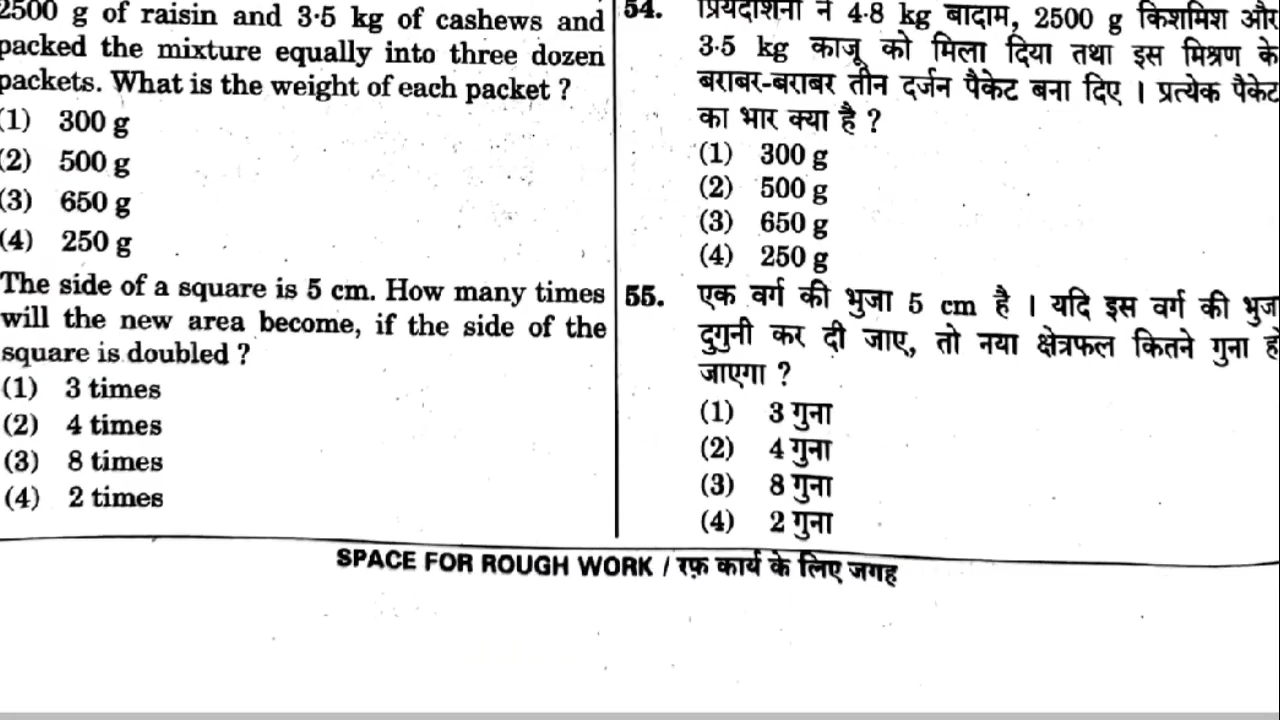 2500 g of raisin and 3·5 kg of cashews and
packed the mixture equally into three dozen
packets. What is the weight of each packet ?
(1) 300 g
(2) 500 g
(3) 650 g
(4) 250 g
The side of a square is 5 cm. How many times
will the new area become, if the side of the
square is doubled ?
(1) 3 times
(2) 4 times
(3) 8 times
(4) 2 times
54. प्रियदर्शिनी ने 4·8 kg बादाम, 2500 g किशमिश और
3·5 kg काजू को मिला दिया तथा इस मिश्रण के
बराबर-बराबर तीन दर्जन पैकेट बना दिए । प्रत्येक पैकेट
का भार क्या है ?
(1) 300 g
(2) 500 g
(3) 650 g
(4) 250 g
55. एक वर्ग की भुजा 5 cm है । यदि इस वर्ग की भुजा
दुगुनी कर दी जाए, तो नया क्षेत्रफल कितने गुना हो
जाएगा ?
(1) 3 गुना
(2) 4 गुना
(3) 8 गुना
(4) 2 गुना
SPACE FOR ROUGH WORK / रफ़ कार्य के लिए जगह